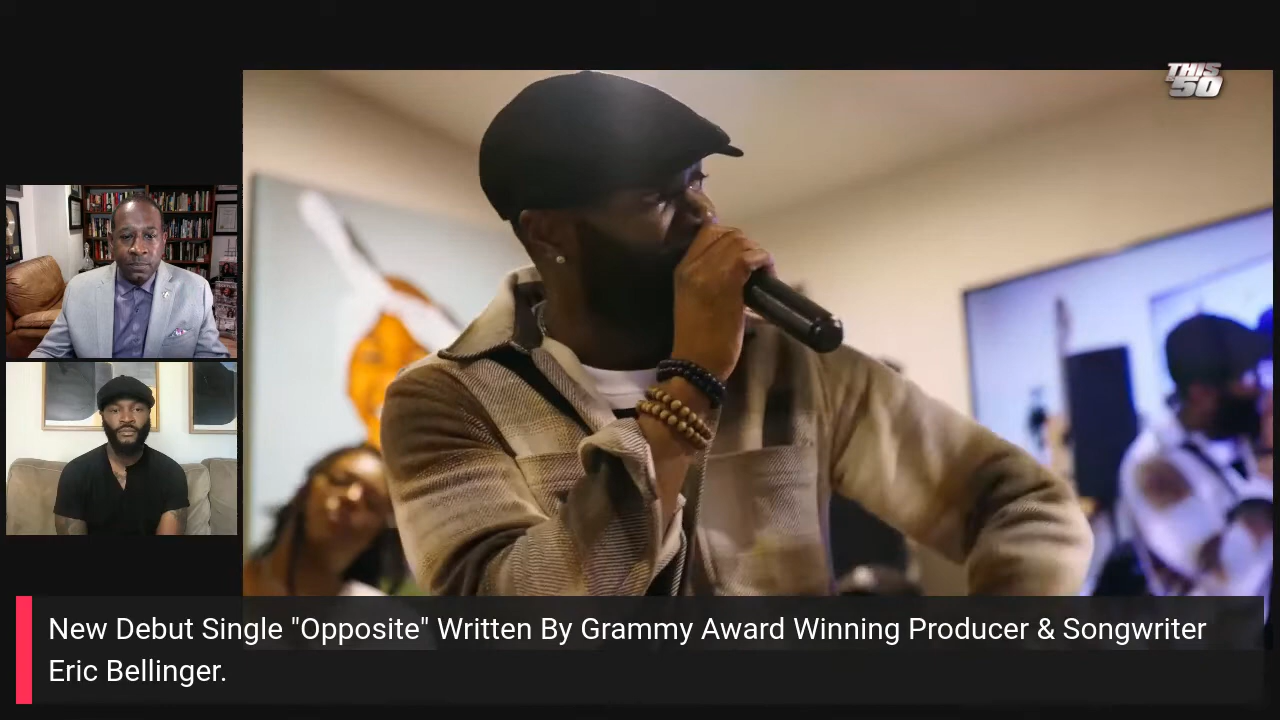 THIS
50
New Debut Single "Opposite" Written By Grammy Award Winning Producer & Songwriter
Eric Bellinger.